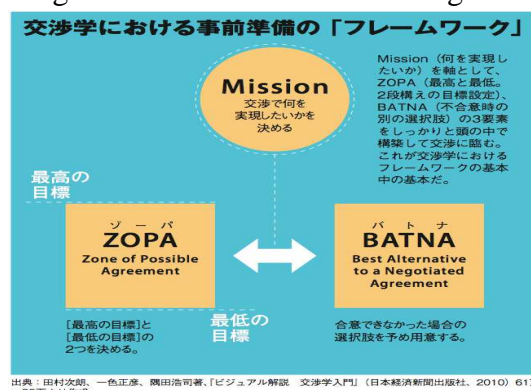 交渉学における事前準備の「フレームワーク」
Mission
交渉で何を
実現したいかを
決める
Mission（何を実現し
たいか）を軸として、
ZOPA（最高と最低。
2段構えの目標設定）、
BATNA（不合意時の
別の選択肢）の3要素
をしっかりと頭の中で
構築して交渉に臨む。
これが交渉学における
フレームワークの基本
中の基本だ。
最高の
目標
ゾーパ
ZOPA
Zone of Possible
Agreement
バトナ
BATNA
Best Alternative
to a Negotiated
Agreement
［最高の目標］と
［最低の目標］の
2つを決める。
最低の
目標
合意できなかった場合の
選択肢を予め用意する。
出典：田村次朗、一色正彦、隅田浩司著、『ビジュアル解説　交渉学入門』（日本経済新聞出版社、2010）61